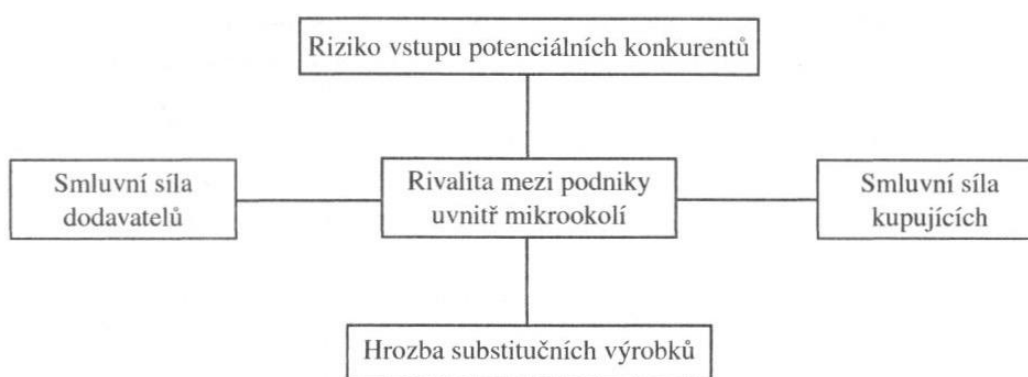 Riziko vstupu potenciálních konkurentů
Smluvní síla
dodavatelů
Rivalita mezi podniky
uvnitř mikrookolí
Smluvní síla
kupujících
Hrozba substitučních výrobků